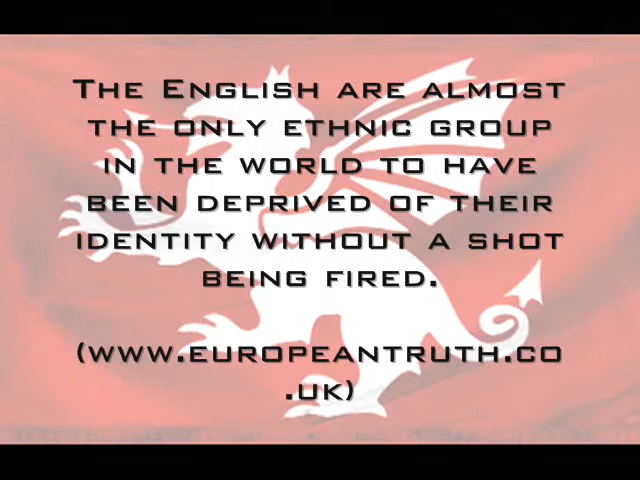 THE ENGLISH ARE ALMOST
THE ONLY ETHNIC GROUP
IN THE WORLD TO HAVE
BEEN DEPRIVED OF THEIR
IDENTITY WITHOUT A SHOT
BEING FIRED.
(WWW.EUROPEANTRUTH.CO
.UK)